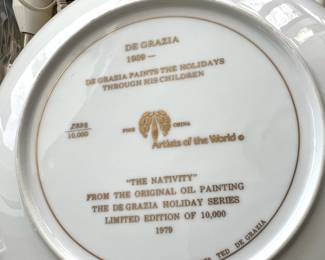 DE GRAZIA
1909 —
DE GRAZIA PAINTS THE HOLIDAYS
THROUGH HIS CHILDREN
10,000
FINE CHINA
Artists of the World ©
"THE NATIVITY"
FROM THE ORIGINAL OIL PAINTING
THE DE GRAZIA HOLIDAY SERIES
LIMITED EDITION OF 10,000
1979
TED DE GRAZIA